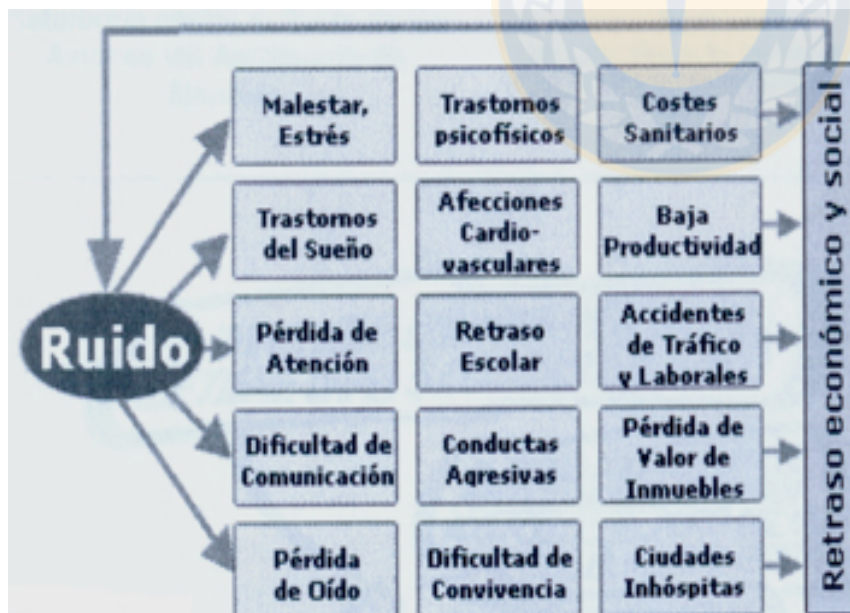 Malestar,
Estrés
Trastornos
psicofísicos
Costes
Sanitarios
Trastornos
del Sueño
Afecciones
Cardio-
vasculares
Baja
Productividad
Ruido
Pérdida de
Atención
Retraso
Escolar
Accidentes
de Tráfico
y Laborales
Dificultad de
Comunicación
Conductas
Agresivas
Pérdida de
Valor de
Inmuebles
Pérdida
de Oído
Dificultad de
Convivencia
Ciudades
Inhóspitas
Retraso económico y social